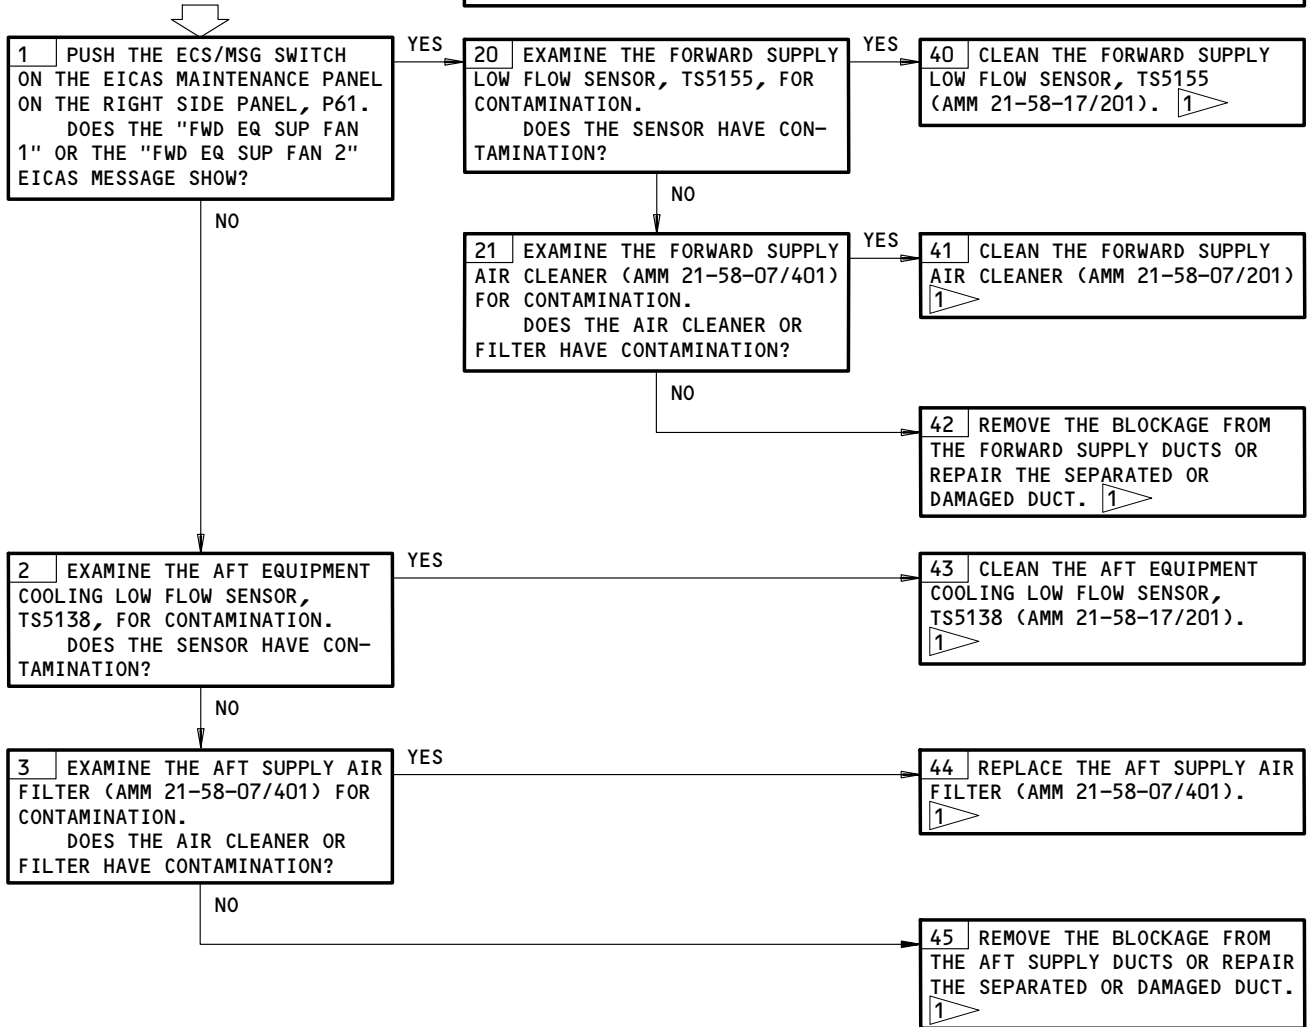 1 PUSH THE ECS/MSG SWITCH
ON THE EICAS MAINTENANCE PANEL
ON THE RIGHT SIDE PANEL, P61.
DOES THE "FWD EQ SUP FAN
1" OR THE "FWD EQ SUP FAN 2"
EICAS MESSAGE SHOW?
YES
NO
20 EXAMINE THE FORWARD SUPPLY
LOW FLOW SENSOR, TS5155, FOR
CONTAMINATION.
DOES THE SENSOR HAVE CON-
TAMINATION?
YES
NO
40 CLEAN THE FORWARD SUPPLY
LOW FLOW SENSOR, TS5155
(AMM 21-58-17/201). 1
21 EXAMINE THE FORWARD SUPPLY
AIR CLEANER (AMM 21-58-07/401)
FOR CONTAMINATION.
DOES THE AIR CLEANER OR
FILTER HAVE CONTAMINATION?
YES
NO
41 CLEAN THE FORWARD SUPPLY
AIR CLEANER (AMM 21-58-07/201)
1
42 REMOVE THE BLOCKAGE FROM
THE FORWARD SUPPLY DUCTS OR
REPAIR THE SEPARATED OR
DAMAGED DUCT. 1
2 EXAMINE THE AFT EQUIPMENT
COOLING LOW FLOW SENSOR,
TS5138, FOR CONTAMINATION.
DOES THE SENSOR HAVE CON-
TAMINATION?
YES
NO
43 CLEAN THE AFT EQUIPMENT
COOLING LOW FLOW SENSOR,
TS5138 (AMM 21-58-17/201).
1
3 EXAMINE THE AFT SUPPLY AIR
FILTER (AMM 21-58-07/401) FOR
CONTAMINATION.
DOES THE AIR CLEANER OR
FILTER HAVE CONTAMINATION?
YES
NO
44 REPLACE THE AFT SUPPLY AIR
FILTER (AMM 21-58-07/401).
1
45 REMOVE THE BLOCKAGE FROM
THE AFT SUPPLY DUCTS OR REPAIR
THE SEPARATED OR DAMAGED DUCT.
1